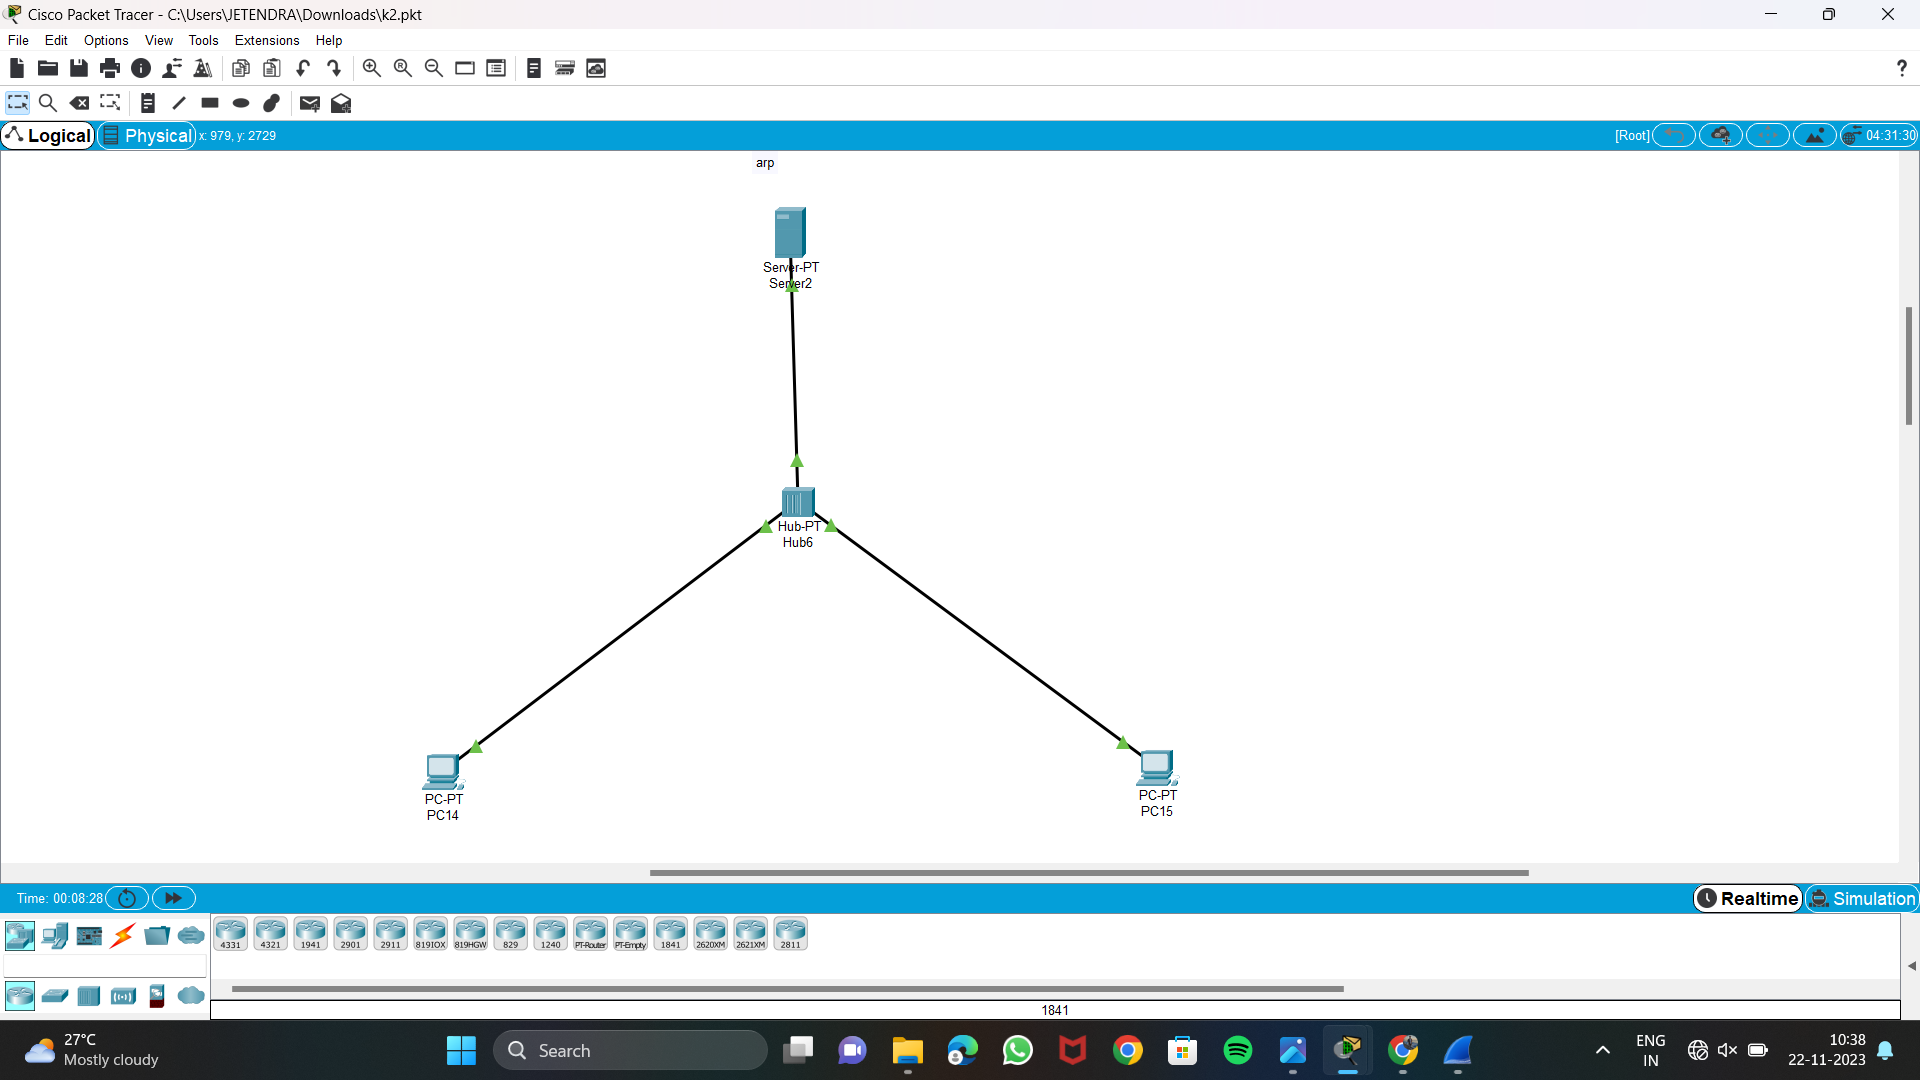 Cisco Packet Tracer - C:\Users\JETENDRA\Downloads\k2.pkt
File Edit Options View Tools Extensions Help
?
Logical Physical x: 979, y: 2729 [Root] 04:31:30
arp
Server-PT
Server2
Hub-PT
Hub6
PC-PT
PC14
PC-PT
PC15
Time: 00:08:28 Realtime Simulation
4331 4321 1941 2901 2911 819IOX 819HGW 829 1240 PT-Router PT-Empty 1841 2620XM 2621XM 2811
1841
27°C
Mostly cloudy
Search
ENG
IN
10:38
22-11-2023